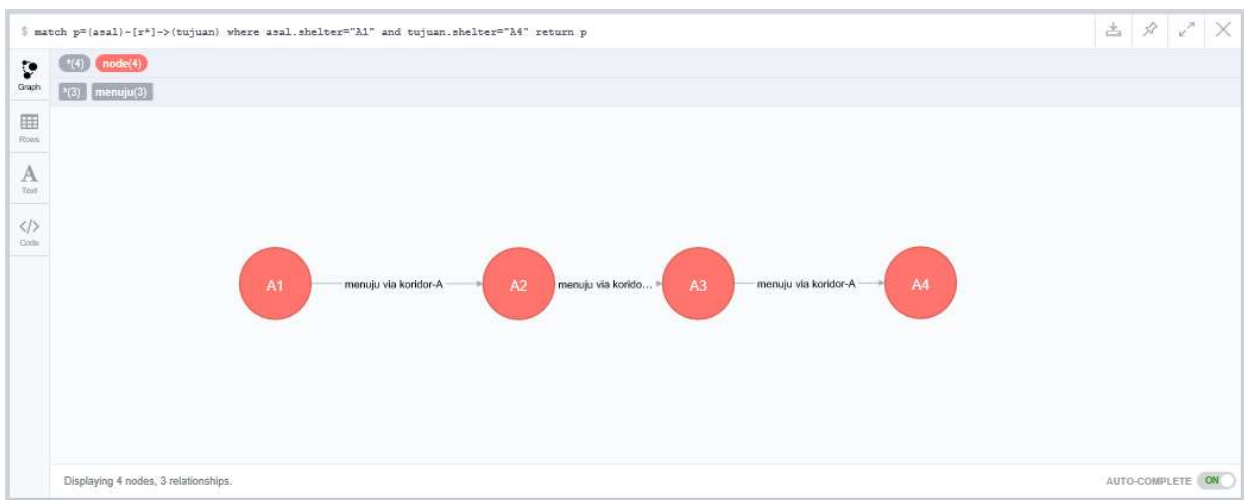 $ match p=(asal)-[r*]->(tujuan) where asal.shelter="A1" and tujuan.shelter="A4" return p
*(4) node(4)
Graph
*(3) menuju(3)
Rows
A
Text
</>
Code
A1 menuju via koridor-A A2 menuju via korido... A3 menuju via koridor-A A4
Displaying 4 nodes, 3 relationships.
AUTO-COMPLETE ON